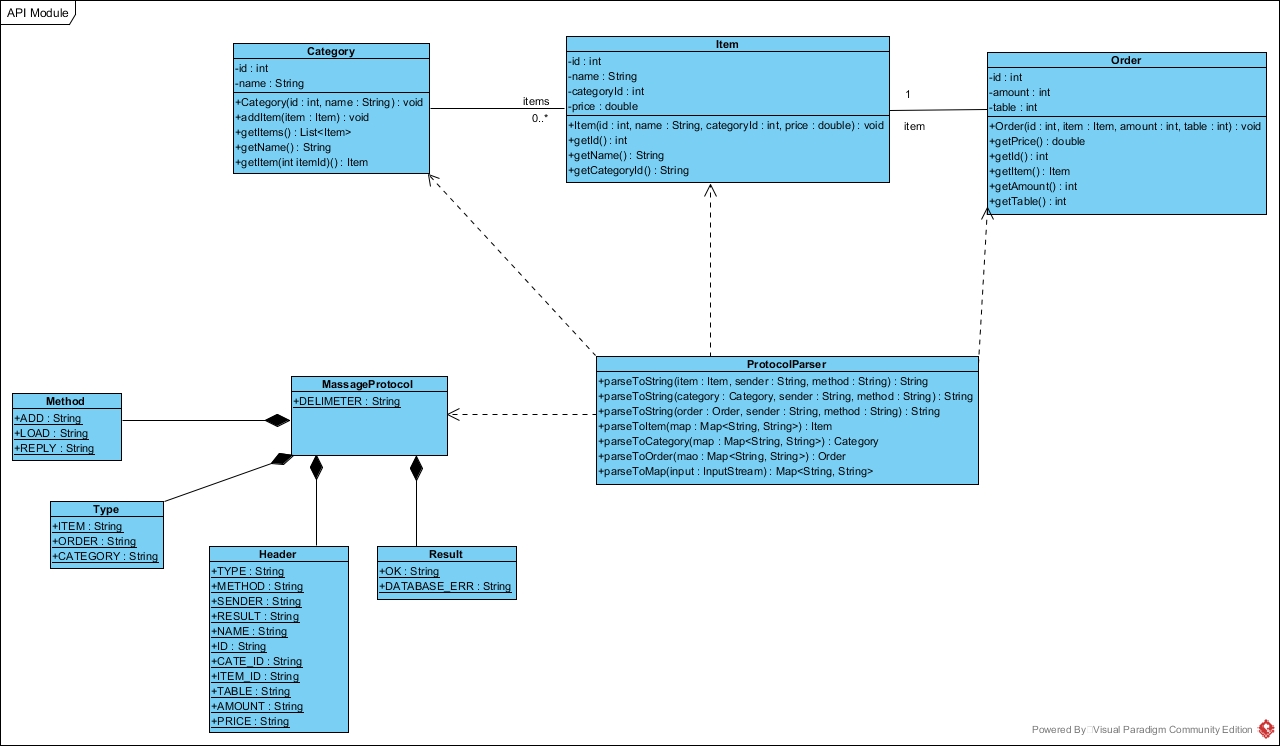 API Module
Category
-id : int
-name : String
+Category(id : int, name : String) : void
+addItem(item : Item) : void
+getItems() : List<Item>
+getName() : String
+getItem(int itemId)() : Item
items
0..*
Item
-id : int
-name : String
-categoryId : int
-price : double
+Item(id : int, name : String, categoryId : int, price : double) : void
+getId() : int
+getName() : String
+getCategoryId() : String
1
item
Order
-id : int
-amount : int
-table : int
+Order(id : int, item : Item, amount : int, table : int) : void
+getPrice() : double
+getId() : int
+getItem() : Item
+getAmount() : int
+getTable() : int
ProtocolParser
+parseToString(item : Item, sender : String, method : String) : String
+parseToString(category : Category, sender : String, method : String) : String
+parseToString(order : Order, sender : String, method : String) : String
+parseToItem(map : Map<String, String>) : Item
+parseToCategory(map : Map<String, String>) : Category
+parseToOrder(mao : Map<String, String>) : Order
+parseToMap(input : InputStream) : Map<String, String>
MassageProtocol
+DELIMETER : String
Method
+ADD : String
+LOAD : String
+REPLY : String
Type
+ITEM : String
+ORDER : String
+CATEGORY : String
Header
+TYPE : String
+METHOD : String
+SENDER : String
+RESULT : String
+NAME : String
+ID : String
+CATE_ID : String
+ITEM_ID : String
+TABLE : String
+AMOUNT : String
+PRICE : String
Result
+OK : String
+DATABASE_ERR : String
Powered By Visual Paradigm Community Edition